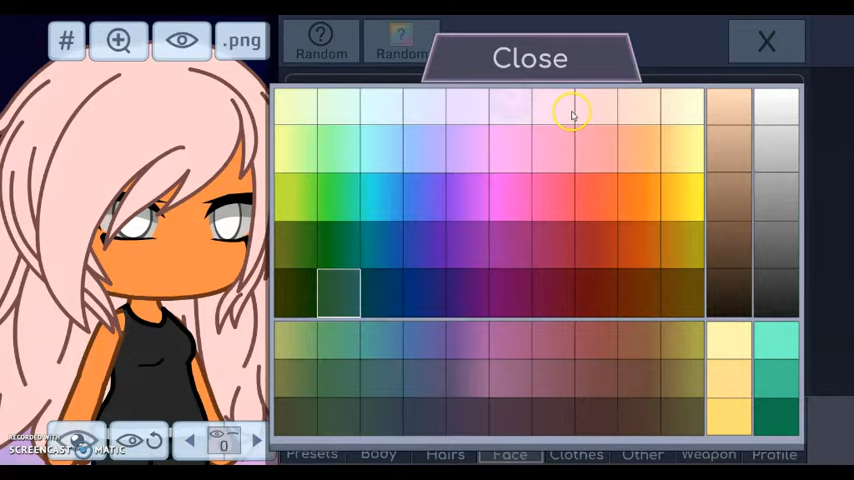 #
.png
?
Random
Random
Close
X
0
RECORDED WITH
SCREENCAST MATIC
Presets
Body
Hairs
Face
Clothes
Other
Weapon
Profile